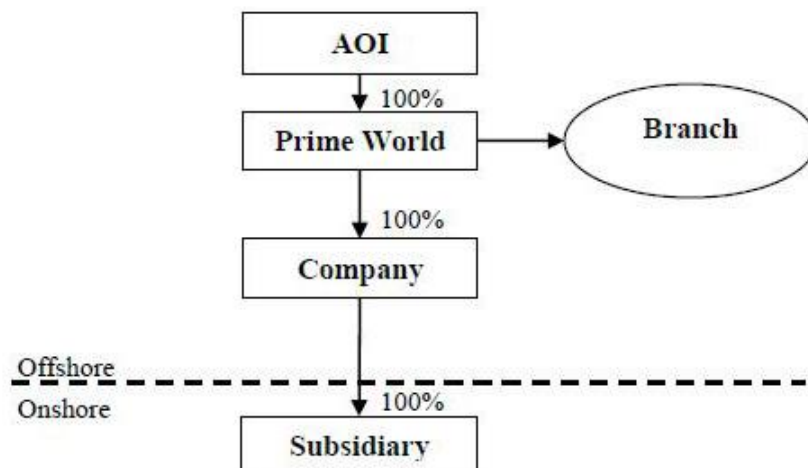 AOI
100%
Prime World
Branch
100%
Company
Offshore
Onshore
100%
Subsidiary